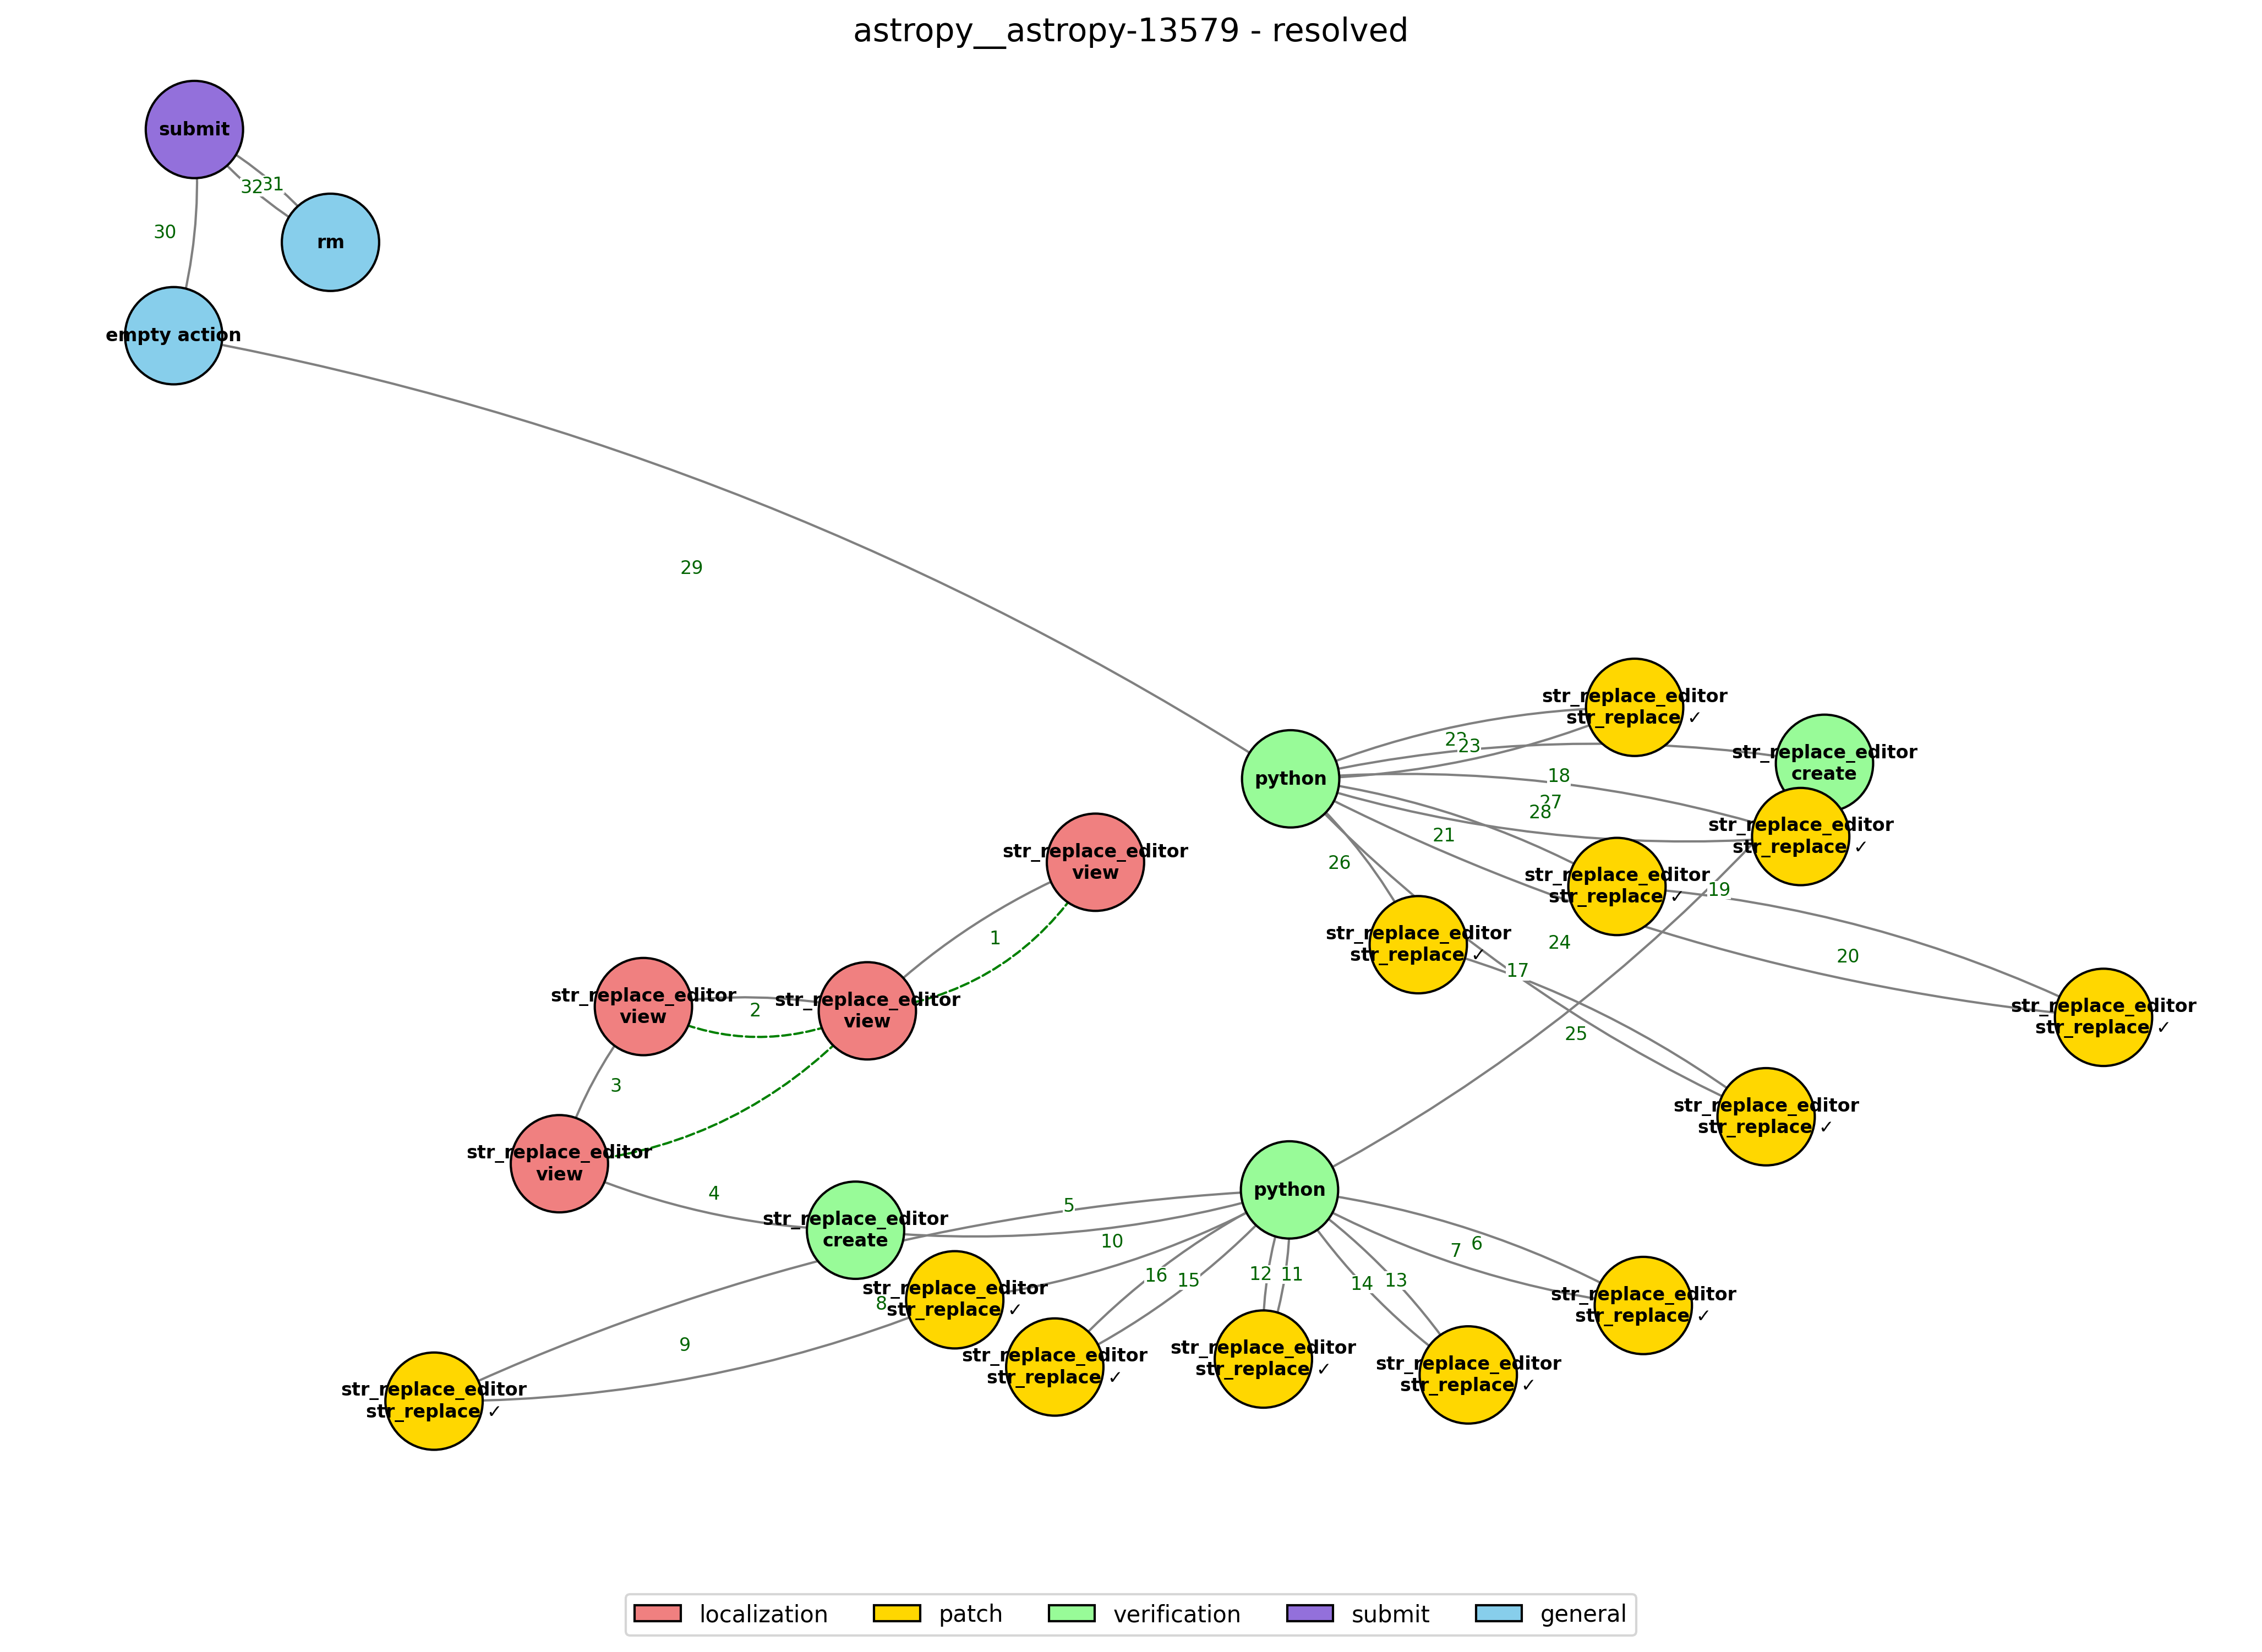 astropy__astropy-13579 - resolved
submit
32
31
rm
30
empty action
29
str_replace_editor
str_replace ✓
23
python
str_replace_editor
create
18
27
28
str_replace_editor
str_replace ✓
21
26
str_replace_editor
view
str_replace_editor
str_replace ✓
19
str_replace_editor
str_replace ✓
1
24
20
17
str_replace_editor
view
2
str_replace_editor
view
str_replace_editor
str_replace ✓
25
3
str_replace_editor
str_replace ✓
str_replace_editor
view
4
5
python
str_replace_editor
create
10
6
7
16
15
12
11
14
13
str_replace_editor
str_replace ✓
8
str_replace_editor
str_replace ✓
9
str_replace_editor
str_replace ✓
str_replace_editor
str_replace ✓
str_replace_editor
str_replace ✓
str_replace_editor
str_replace ✓
localization
patch
verification
submit
general